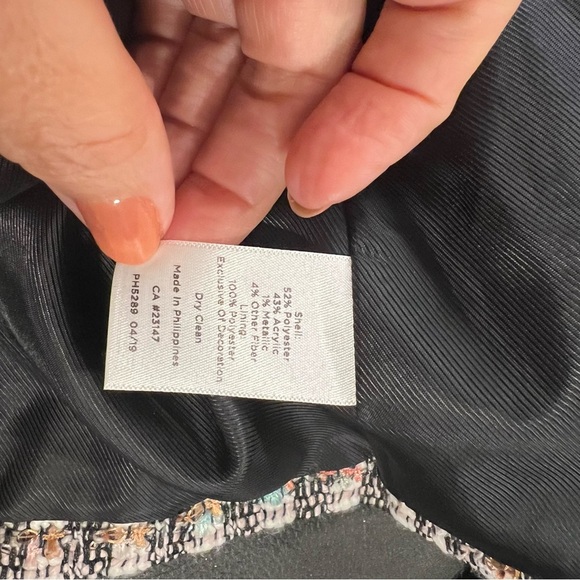 Shell:
52% Polyester
43% Acrylic
1% Metallic
4% Other Fiber
Lining:
100% Polyester
Exclusive Of Decoration
Dry Clean
Made In Philippines
CA #23147
PH5289 04/19